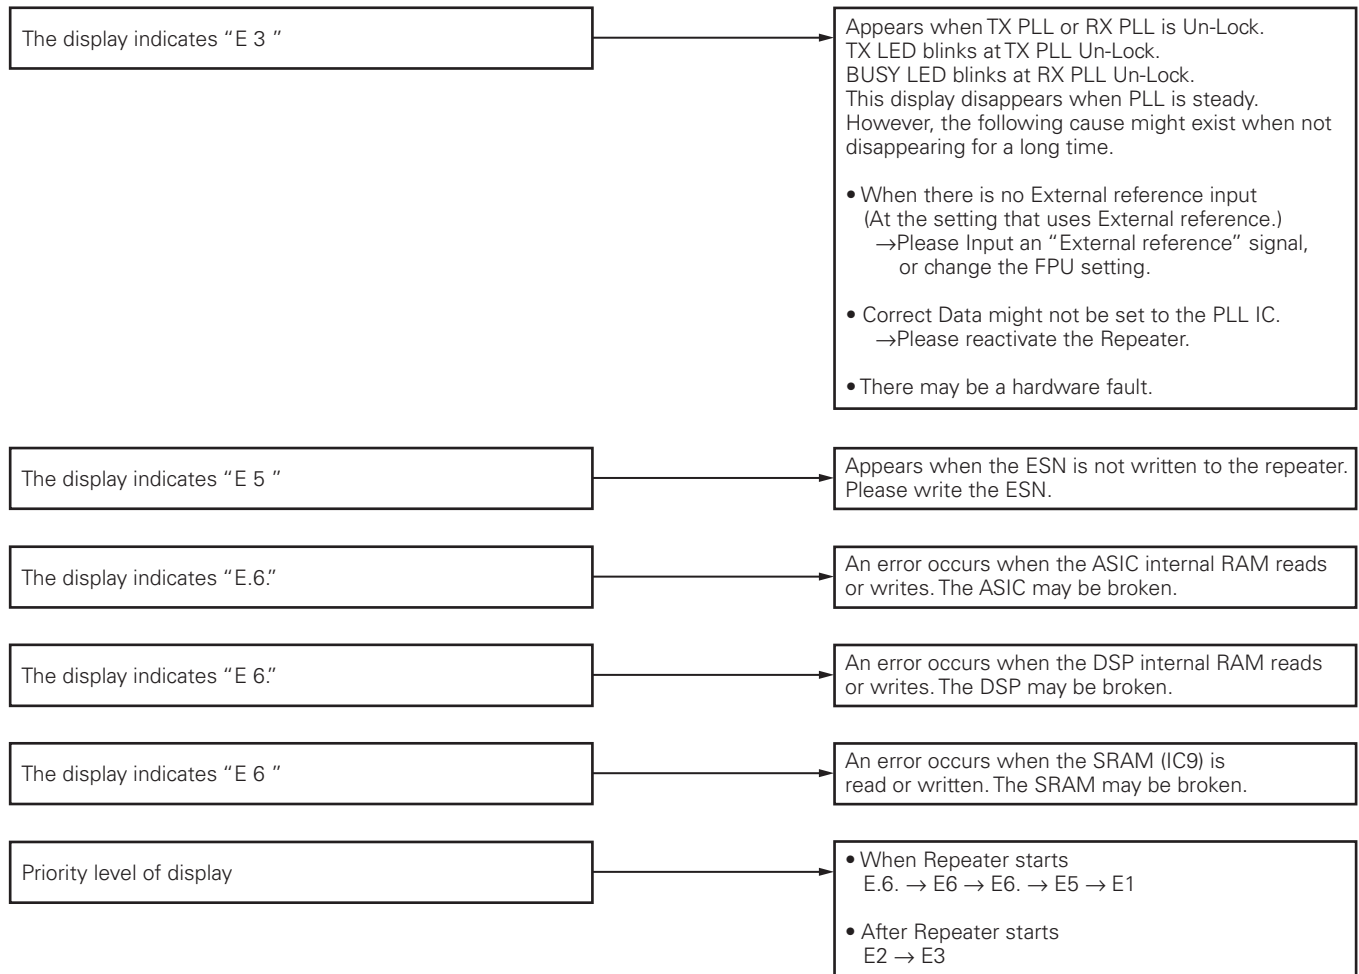 The display indicates “E 3 ”
Appears when TX PLL or RX PLL is Un-Lock.
TX LED blinks at TX PLL Un-Lock.
BUSY LED blinks at RX PLL Un-Lock.
This display disappears when PLL is steady.
However, the following cause might exist when not
disappearing for a long time.
• When there is no External reference input
(At the setting that uses External reference.)
→Please Input an “External reference” signal,
or change the FPU setting.
• Correct Data might not be set to the PLL IC.
→Please reactivate the Repeater.
• There may be a hardware fault.
The display indicates “E 5 ”
Appears when the ESN is not written to the repeater.
Please write the ESN.
The display indicates “E.6.”
An error occurs when the ASIC internal RAM reads
or writes. The ASIC may be broken.
The display indicates “E 6.”
An error occurs when the DSP internal RAM reads
or writes. The DSP may be broken.
The display indicates “E 6 ”
An error occurs when the SRAM (IC9) is
read or written. The SRAM may be broken.
Priority level of display
• When Repeater starts
E.6. → E6 → E6. → E5 → E1
• After Repeater starts
E2 → E3